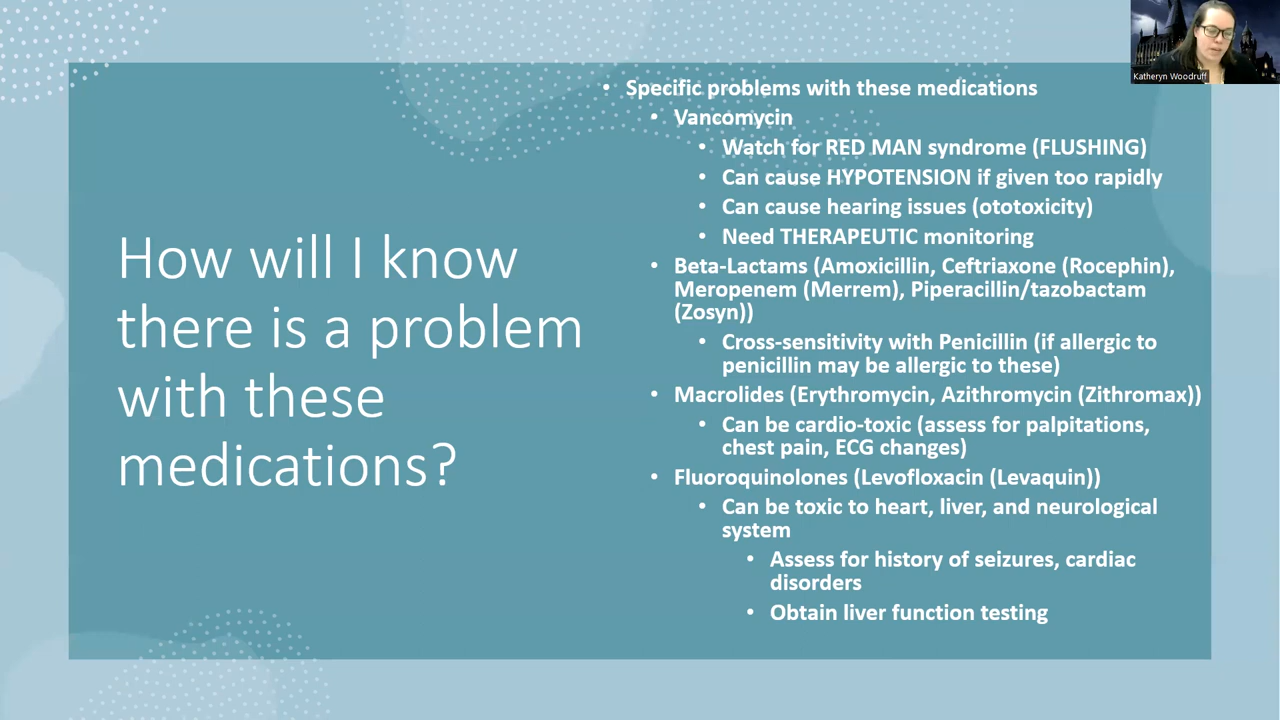 How will I know
there is a problem
with these
medications?
• Specific problems with these medications
• Vancomycin
• Watch for RED MAN syndrome (FLUSHING)
• Can cause HYPOTENSION if given too rapidly
• Can cause hearing issues (ototoxicity)
• Need THERAPEUTIC monitoring
• Beta-Lactams (Amoxicillin, Ceftriaxone (Rocephin),
Meropenem (Merrem), Piperacillin/tazobactam
(Zosyn))
• Cross-sensitivity with Penicillin (if allergic to
penicillin may be allergic to these)
• Macrolides (Erythromycin, Azithromycin (Zithromax))
• Can be cardio-toxic (assess for palpitations,
chest pain, ECG changes)
• Fluoroquinolones (Levofloxacin (Levaquin))
• Can be toxic to heart, liver, and neurological
system
• Assess for history of seizures, cardiac
disorders
• Obtain liver function testing
Katheryn Woodruff